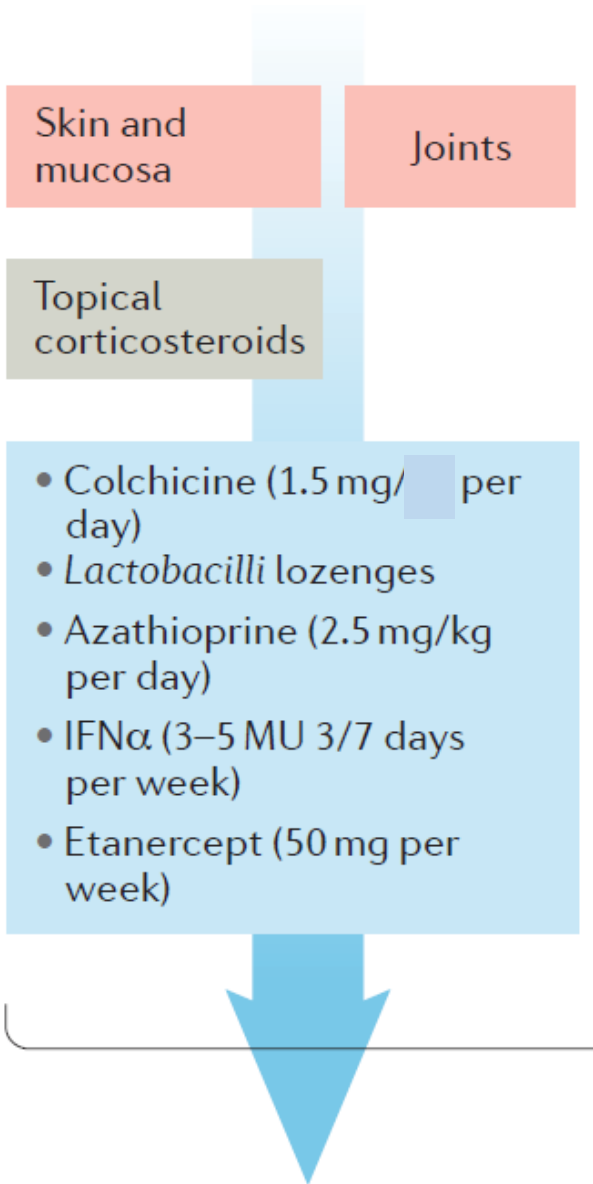 Skin and
mucosa
Joints
Topical
corticosteroids
• Colchicine (1.5 mg/ per
day)
• Lactobacilli lozenges
• Azathioprine (2.5 mg/kg
per day)
• IFNα (3–5 MU 3/7 days
per week)
• Etanercept (50 mg per
week)